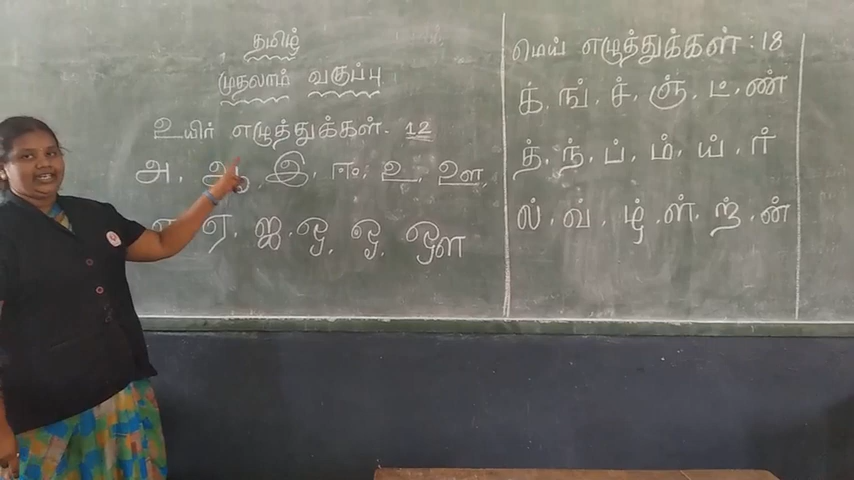 தமிழ்
முதலாம் வகுப்பு
உயிர் எழுத்துக்கள். 12
அ, ஆ, இ, ஈ, உ, ஊ,
எ, ஏ, ஐ, ஒ, ஓ, ஔ
மெய் எழுத்துக்கள் : 18
க், ங், ச், ஞ், ட், ண்
த், ந், ப், ம், ய், ர்
ல், வ், ழ், ள், ற், ன்